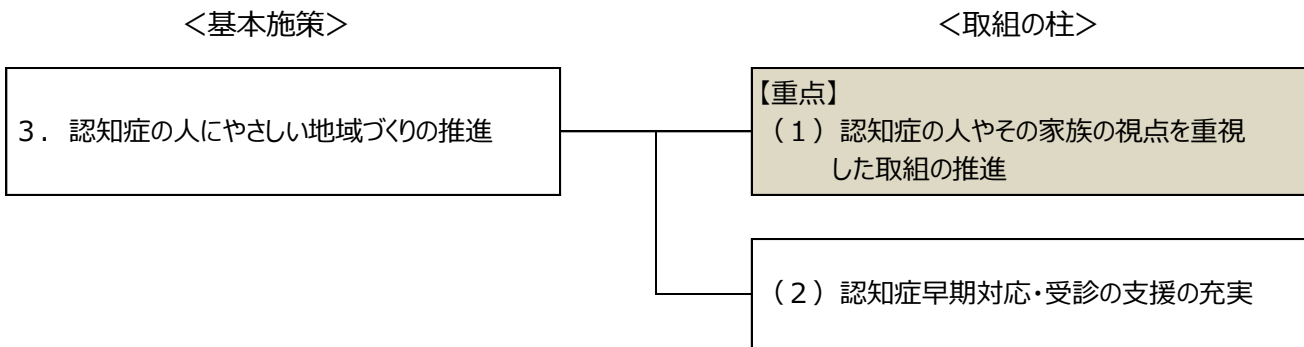 <基本施策>
<取組の柱>
3．認知症の人にやさしい地域づくりの推進
【重点】
（1）認知症の人やその家族の視点を重視
した取組の推進
（2）認知症早期対応・受診の支援の充実